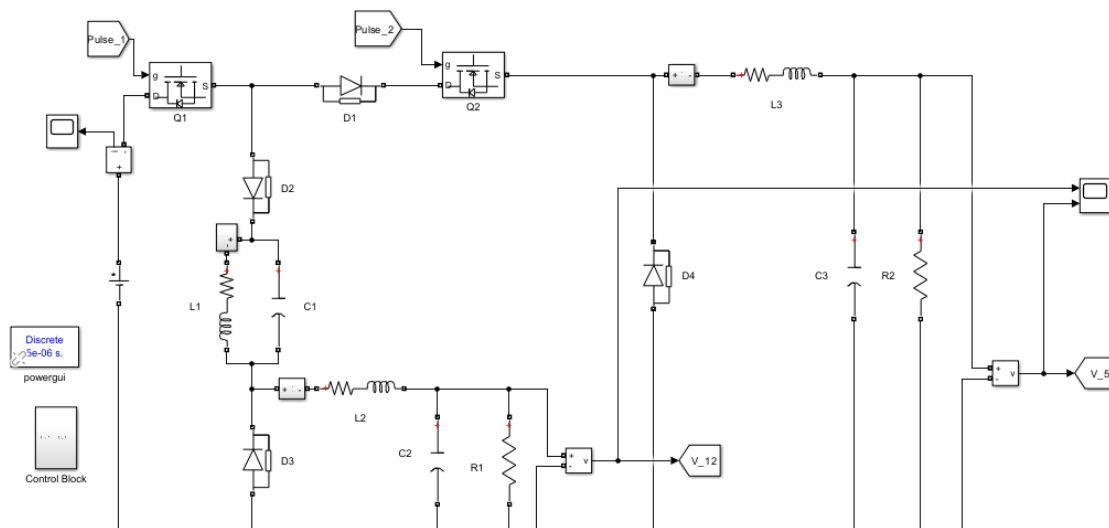 Pulse_1
Pulse_2
g
D
S
Q1
D1
g
D
S
Q2
+
-
L3
D2
+
-
L1
C1
D4
C3
R2
Discrete
5e-06 s.
powergui
+
-
L2
C2
R1
D3
Control Block
+
-
v
V_12
+
-
v
V_5